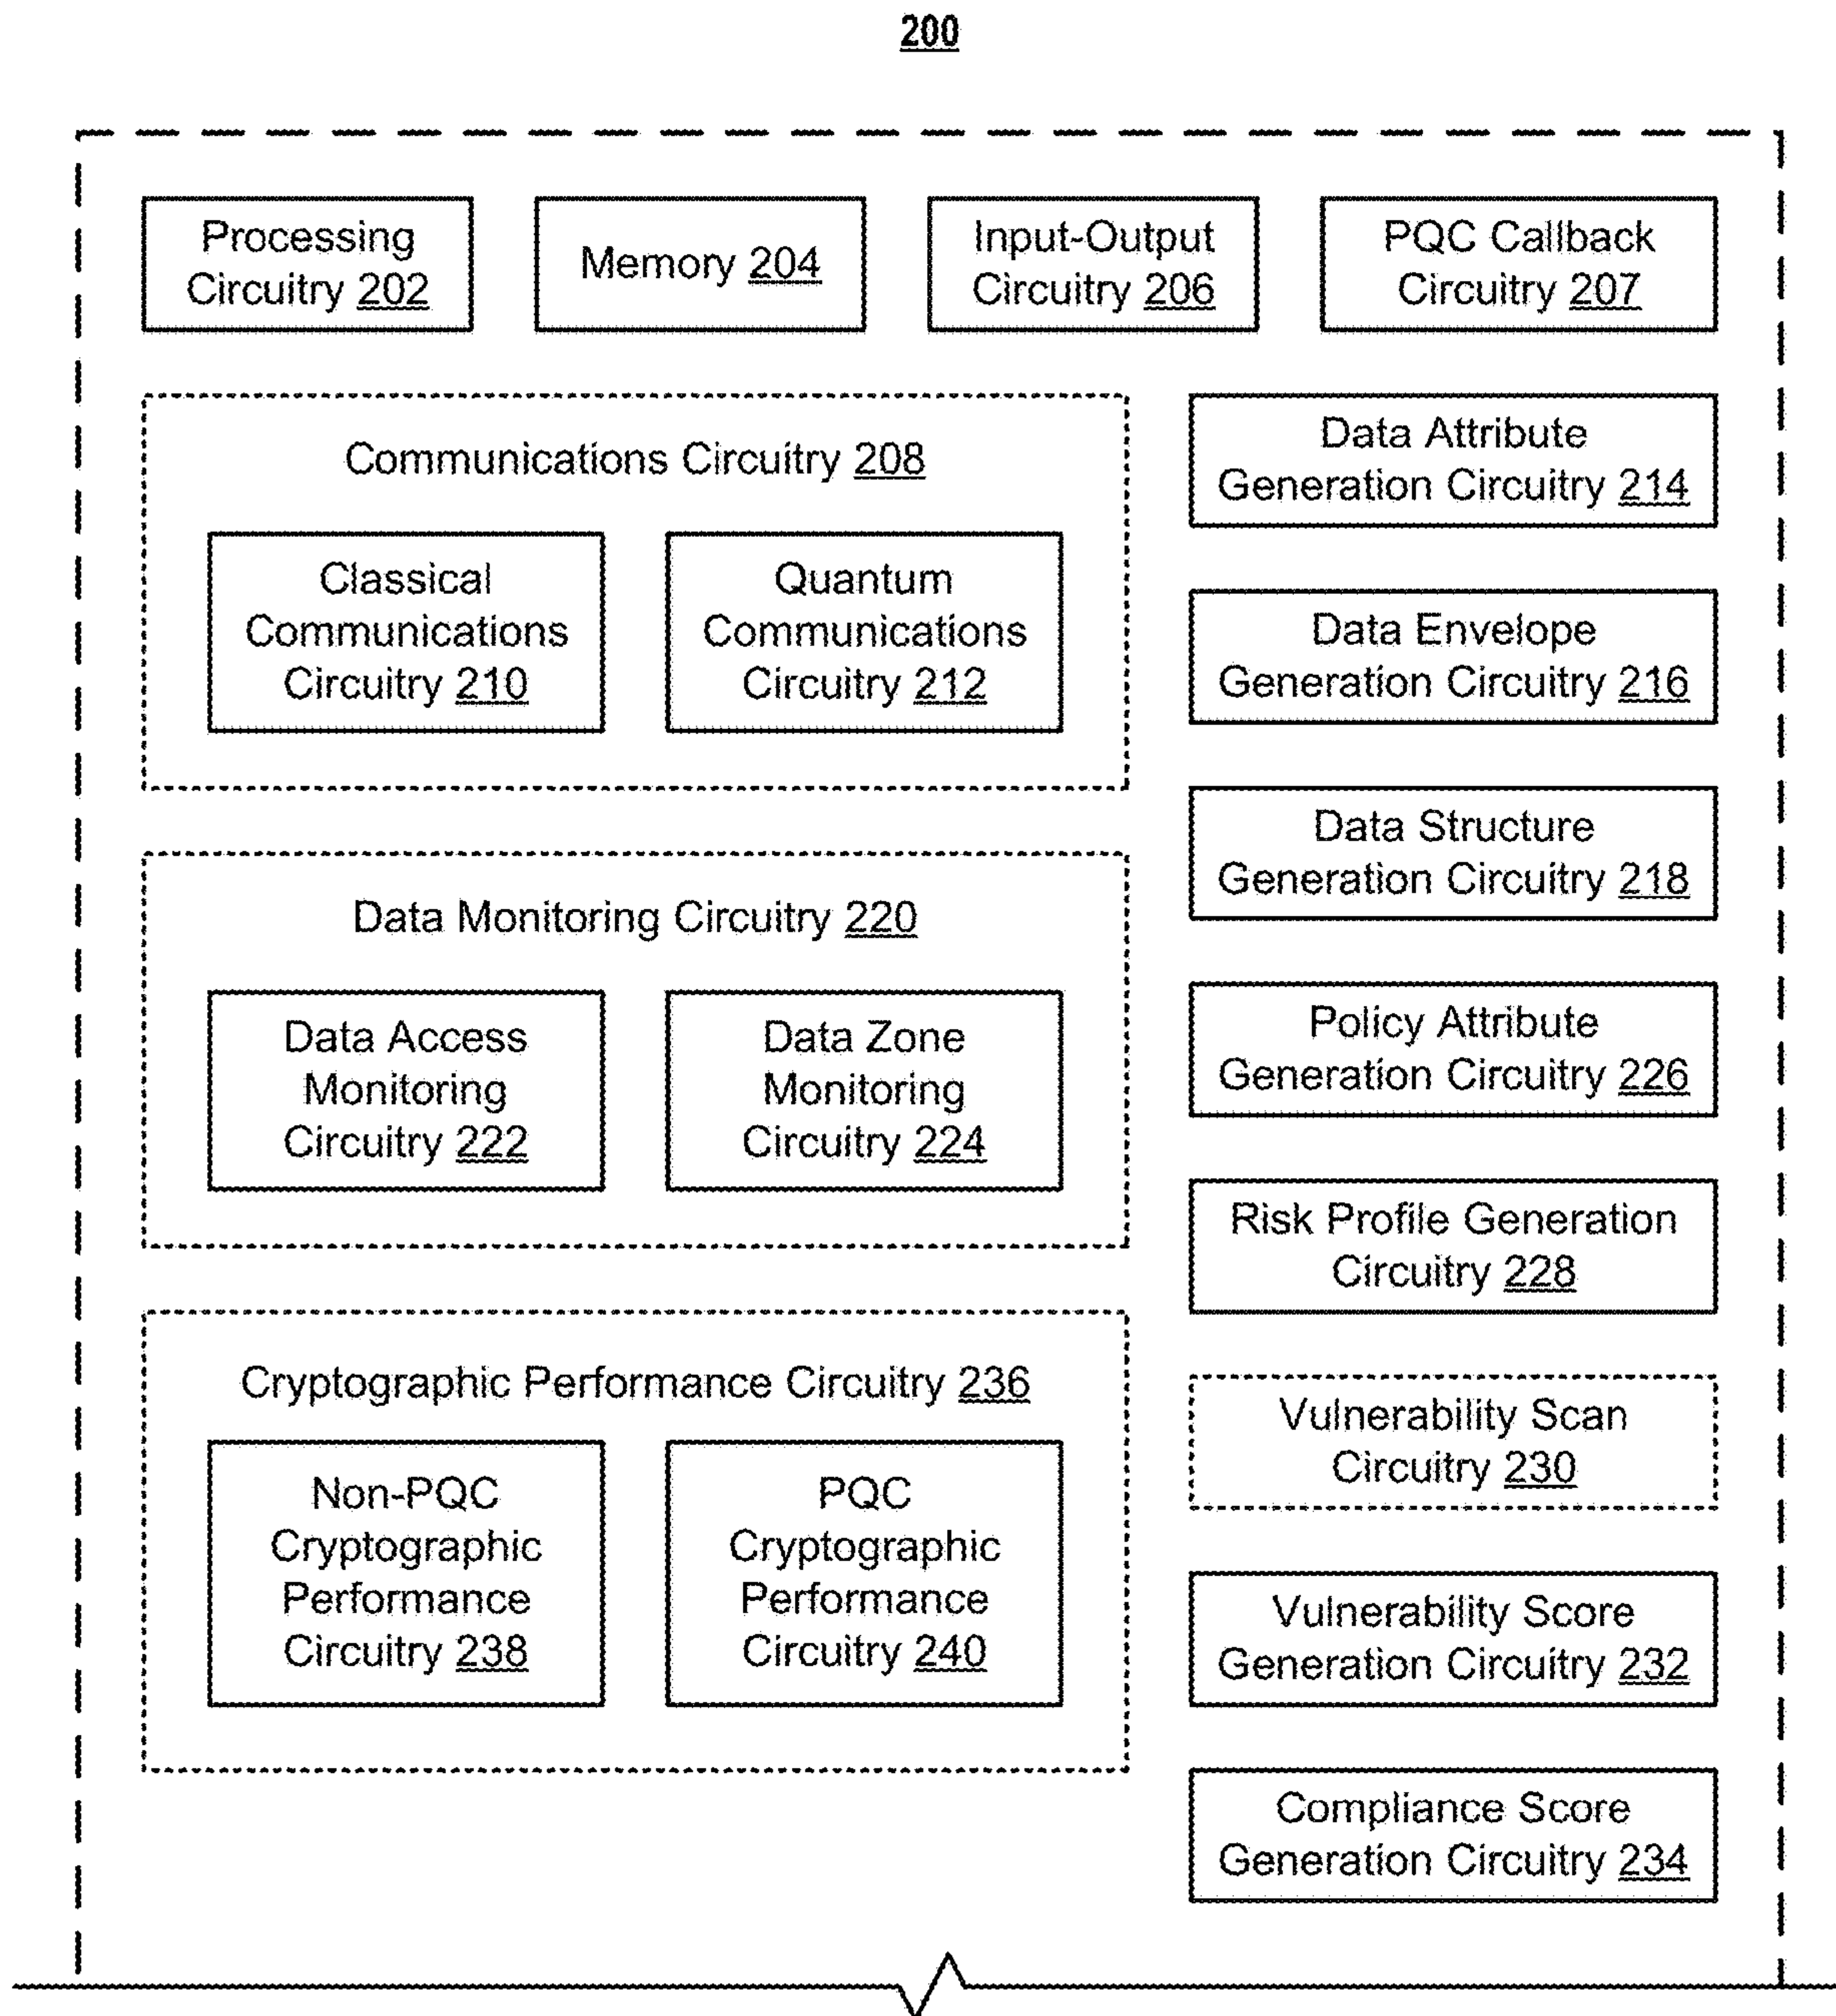 200
Processing
Circuitry 202
Memory 204
Input-Output
Circuitry 206
PQC Callback
Circuitry 207
Communications Circuitry 208
Classical
Communications
Circuitry 210
Quantum
Communications
Circuitry 212
Data Monitoring Circuitry 220
Data Access
Monitoring
Circuitry 222
Data Zone
Monitoring
Circuitry 224
Cryptographic Performance Circuitry 236
Non-PQC
Cryptographic
Performance
Circuitry 238
PQC
Cryptographic
Performance
Circuitry 240
Data Attribute
Generation Circuitry 214
Data Envelope
Generation Circuitry 216
Data Structure
Generation Circuitry 218
Policy Attribute
Generation Circuitry 226
Risk Profile Generation
Circuitry 228
Vulnerability Scan
Circuitry 230
Vulnerability Score
Generation Circuitry 232
Compliance Score
Generation Circuitry 234